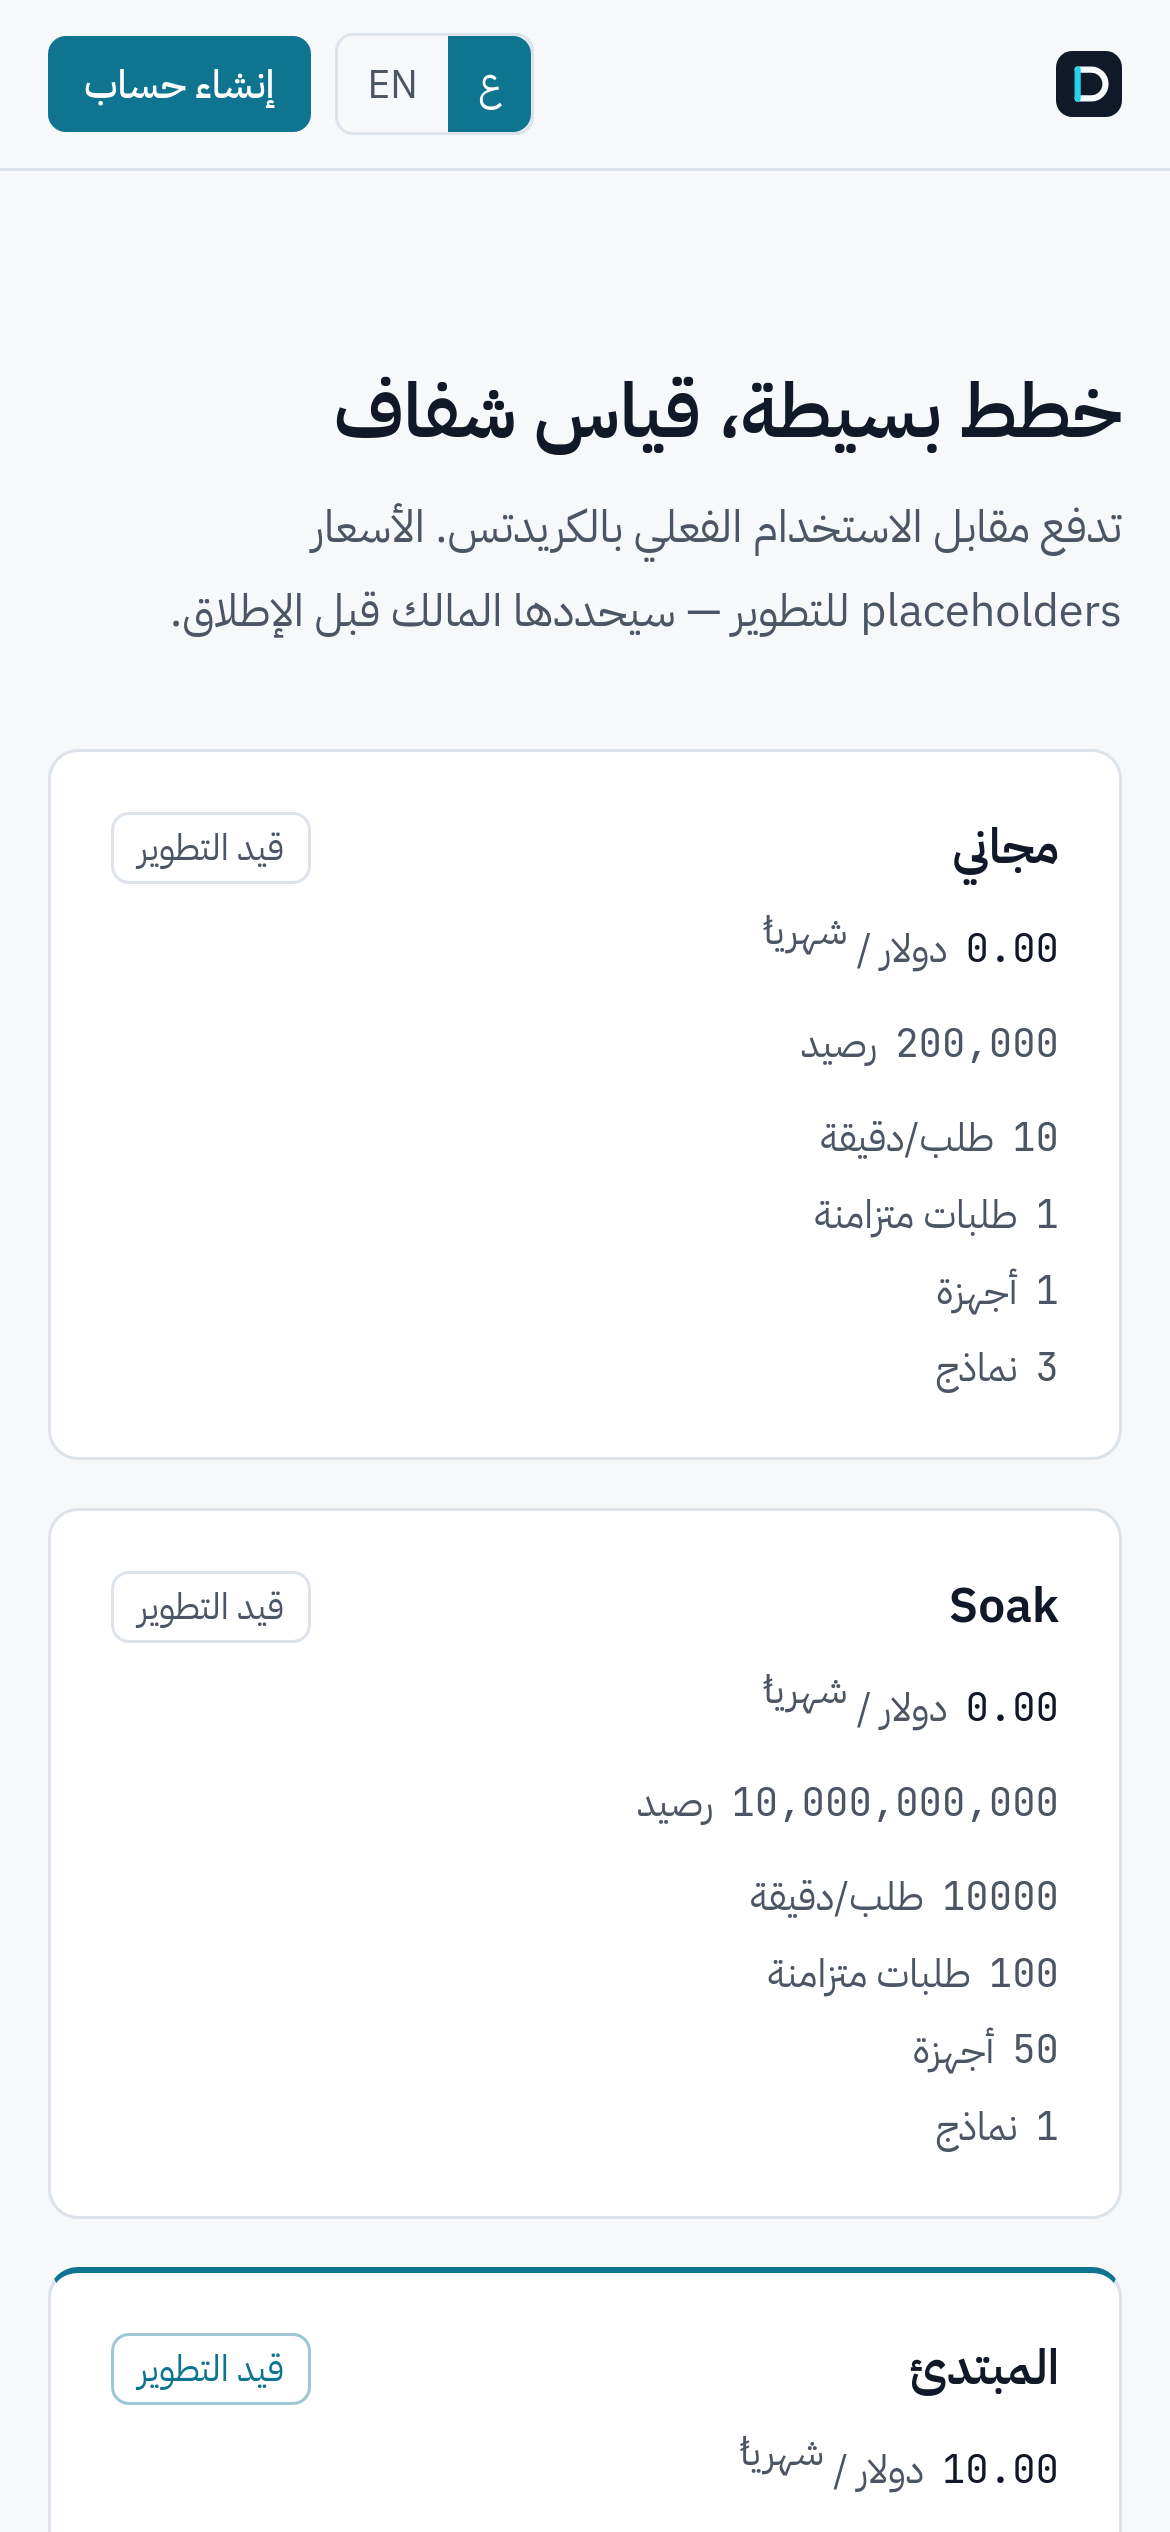 D
ع EN
إنشاء حساب
خطط بسيطة، قياس شفاف
تدفع مقابل الاستخدام الفعلي بالكريدتس. الأسعار
placeholders للتطوير — سيحددها المالك قبل الإطلاق.
مجاني
قيد التطوير
0.00 دولار / شهريًا
200,000 رصيد
10 طلب/دقيقة
1 طلبات متزامنة
1 أجهزة
3 نماذج
Soak
قيد التطوير
0.00 دولار / شهريًا
10,000,000,000 رصيد
10000 طلب/دقيقة
100 طلبات متزامنة
50 أجهزة
1 نماذج
المبتدئ
قيد التطوير
10.00 دولار / شهريًا